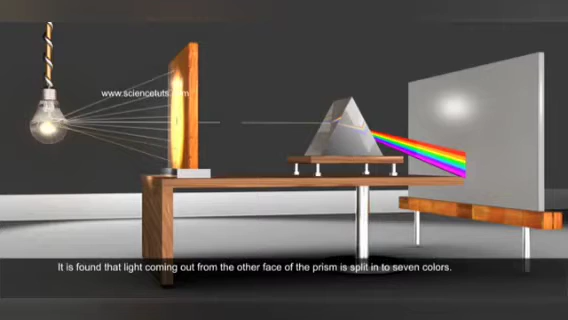 www.sciencetuts.com
It is found that light coming out from the other face of the prism is split in to seven colors.